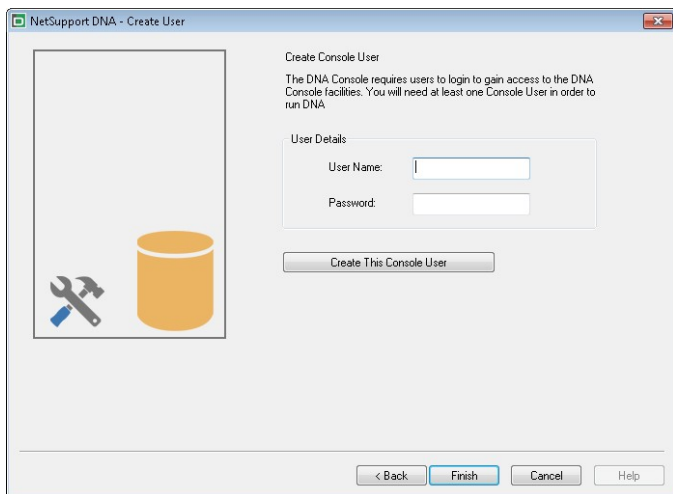 NetSupport DNA - Create User
Create Console User
The DNA Console requires users to login to gain access to the DNA
Console facilities. You will need at least one Console User in order to
run DNA
User Details
User Name:
Password:
Create This Console User
< Back
Finish
Cancel
Help